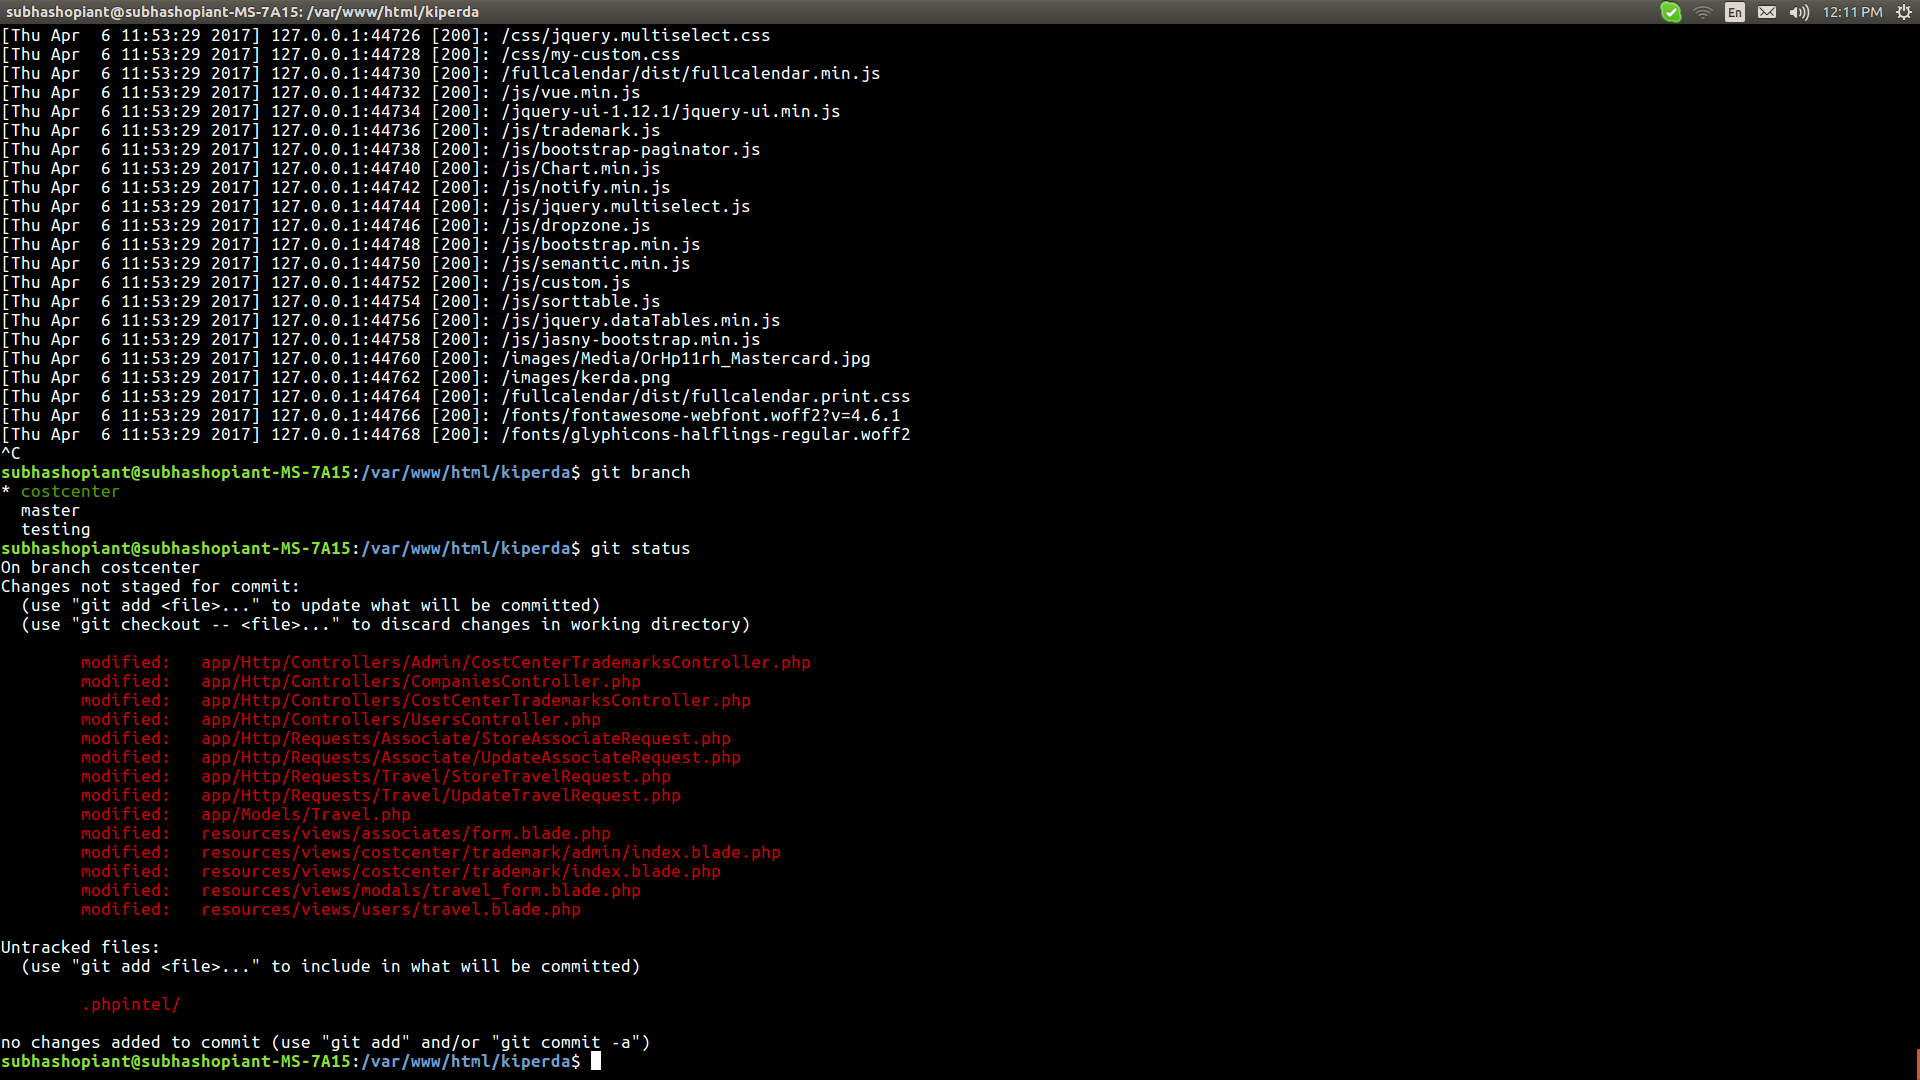 subhashopiant@subhashopiant-MS-7A15: /var/www/html/kiperda
En
12:11 PM
[Thu Apr  6 11:53:29 2017] 127.0.0.1:44726 [200]: /css/jquery.multiselect.css
[Thu Apr  6 11:53:29 2017] 127.0.0.1:44728 [200]: /css/my-custom.css
[Thu Apr  6 11:53:29 2017] 127.0.0.1:44730 [200]: /fullcalendar/dist/fullcalendar.min.js
[Thu Apr  6 11:53:29 2017] 127.0.0.1:44732 [200]: /js/vue.min.js
[Thu Apr  6 11:53:29 2017] 127.0.0.1:44734 [200]: /jquery-ui-1.12.1/jquery-ui.min.js
[Thu Apr  6 11:53:29 2017] 127.0.0.1:44736 [200]: /js/trademark.js
[Thu Apr  6 11:53:29 2017] 127.0.0.1:44738 [200]: /js/bootstrap-paginator.js
[Thu Apr  6 11:53:29 2017] 127.0.0.1:44740 [200]: /js/Chart.min.js
[Thu Apr  6 11:53:29 2017] 127.0.0.1:44742 [200]: /js/notify.min.js
[Thu Apr  6 11:53:29 2017] 127.0.0.1:44744 [200]: /js/jquery.multiselect.js
[Thu Apr  6 11:53:29 2017] 127.0.0.1:44746 [200]: /js/dropzone.js
[Thu Apr  6 11:53:29 2017] 127.0.0.1:44748 [200]: /js/bootstrap.min.js
[Thu Apr  6 11:53:29 2017] 127.0.0.1:44750 [200]: /js/semantic.min.js
[Thu Apr  6 11:53:29 2017] 127.0.0.1:44752 [200]: /js/custom.js
[Thu Apr  6 11:53:29 2017] 127.0.0.1:44754 [200]: /js/sorttable.js
[Thu Apr  6 11:53:29 2017] 127.0.0.1:44756 [200]: /js/jquery.dataTables.min.js
[Thu Apr  6 11:53:29 2017] 127.0.0.1:44758 [200]: /js/jasny-bootstrap.min.js
[Thu Apr  6 11:53:29 2017] 127.0.0.1:44760 [200]: /images/Media/OrHp11rh_Mastercard.jpg
[Thu Apr  6 11:53:29 2017] 127.0.0.1:44762 [200]: /images/kerda.png
[Thu Apr  6 11:53:29 2017] 127.0.0.1:44764 [200]: /fullcalendar/dist/fullcalendar.print.css
[Thu Apr  6 11:53:29 2017] 127.0.0.1:44766 [200]: /fonts/fontawesome-webfont.woff2?v=4.6.1
[Thu Apr  6 11:53:29 2017] 127.0.0.1:44768 [200]: /fonts/glyphicons-halflings-regular.woff2
^C
subhashopiant@subhashopiant-MS-7A15:/var/www/html/kiperda$ git branch
* costcenter
  master
  testing
subhashopiant@subhashopiant-MS-7A15:/var/www/html/kiperda$ git status
On branch costcenter
Changes not staged for commit:
  (use "git add <file>..." to update what will be committed)
  (use "git checkout -- <file>..." to discard changes in working directory)
        modified:   app/Http/Controllers/Admin/CostCenterTrademarksController.php
        modified:   app/Http/Controllers/CompaniesController.php
        modified:   app/Http/Controllers/CostCenterTrademarksController.php
        modified:   app/Http/Controllers/UsersController.php
        modified:   app/Http/Requests/Associate/StoreAssociateRequest.php
        modified:   app/Http/Requests/Associate/UpdateAssociateRequest.php
        modified:   app/Http/Requests/Travel/StoreTravelRequest.php
        modified:   app/Http/Requests/Travel/UpdateTravelRequest.php
        modified:   app/Models/Travel.php
        modified:   resources/views/associates/form.blade.php
        modified:   resources/views/costcenter/trademark/admin/index.blade.php
        modified:   resources/views/costcenter/trademark/index.blade.php
        modified:   resources/views/modals/travel_form.blade.php
        modified:   resources/views/users/travel.blade.php
Untracked files:
  (use "git add <file>..." to include in what will be committed)
        .phpintel/
no changes added to commit (use "git add" and/or "git commit -a")
subhashopiant@subhashopiant-MS-7A15:/var/www/html/kiperda$